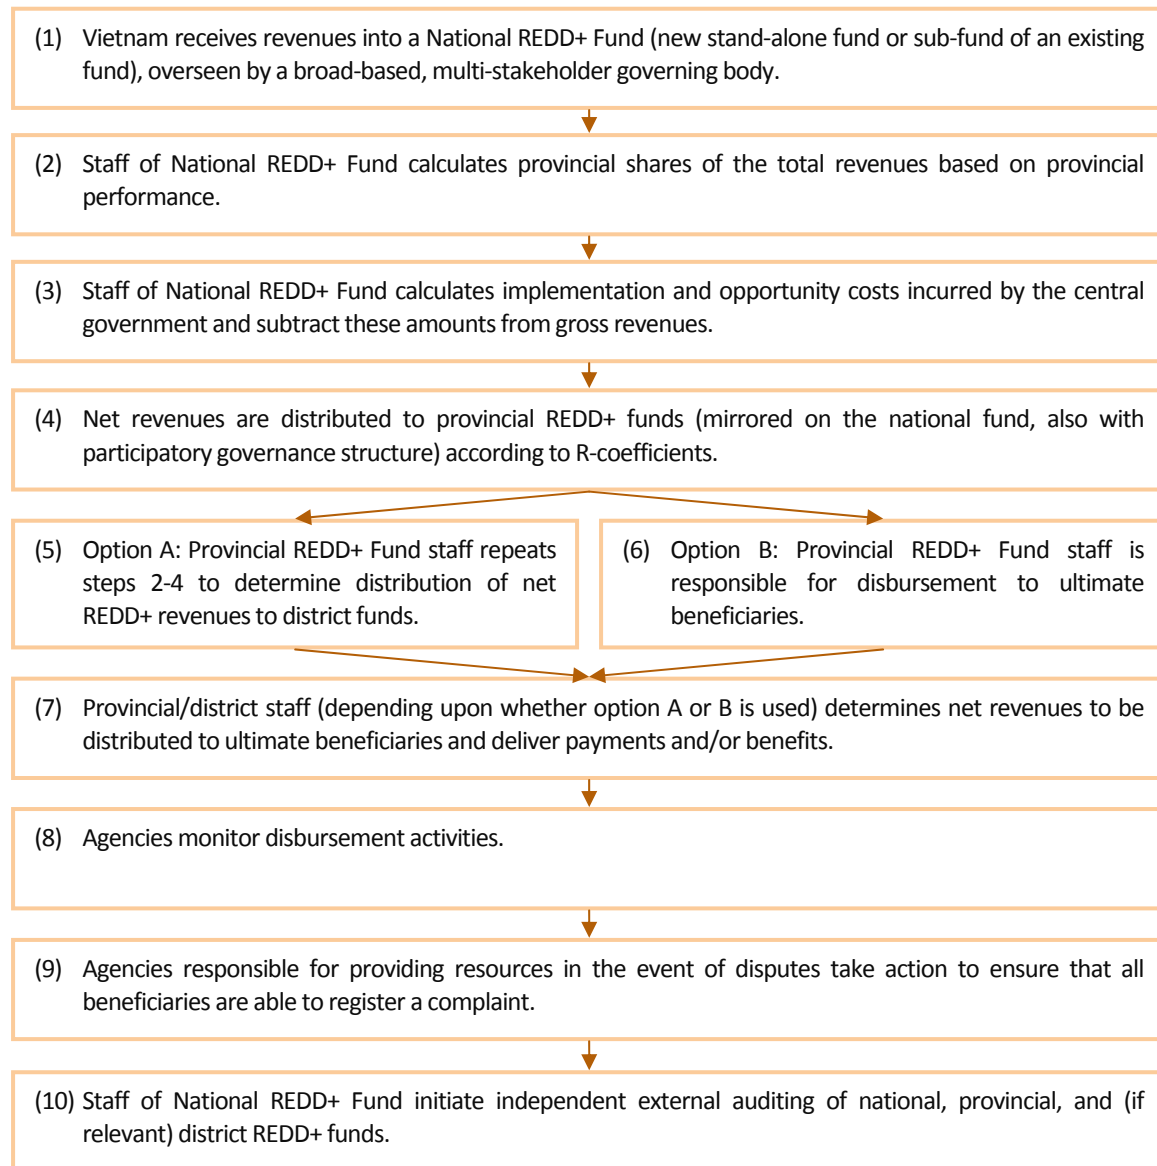 (1) Vietnam receives revenues into a National REDD+ Fund (new stand-alone fund or sub-fund of an existing
fund), overseen by a broad-based, multi-stakeholder governing body.
(2) Staff of National REDD+ Fund calculates provincial shares of the total revenues based on provincial
performance.
(3) Staff of National REDD+ Fund calculates implementation and opportunity costs incurred by the central
government and subtract these amounts from gross revenues.
(4) Net revenues are distributed to provincial REDD+ funds (mirrored on the national fund, also with
participatory governance structure) according to R-coefficients.
(5) Option A: Provincial REDD+ Fund staff repeats
steps 2-4 to determine distribution of net
REDD+ revenues to district funds.
(6) Option B: Provincial REDD+ Fund staff is
responsible for disbursement to ultimate
beneficiaries.
(7) Provincial/district staff (depending upon whether option A or B is used) determines net revenues to be
distributed to ultimate beneficiaries and deliver payments and/or benefits.
(8) Agencies monitor disbursement activities.
(9) Agencies responsible for providing resources in the event of disputes take action to ensure that all
beneficiaries are able to register a complaint.
(10) Staff of National REDD+ Fund initiate independent external auditing of national, provincial, and (if
relevant) district REDD+ funds.